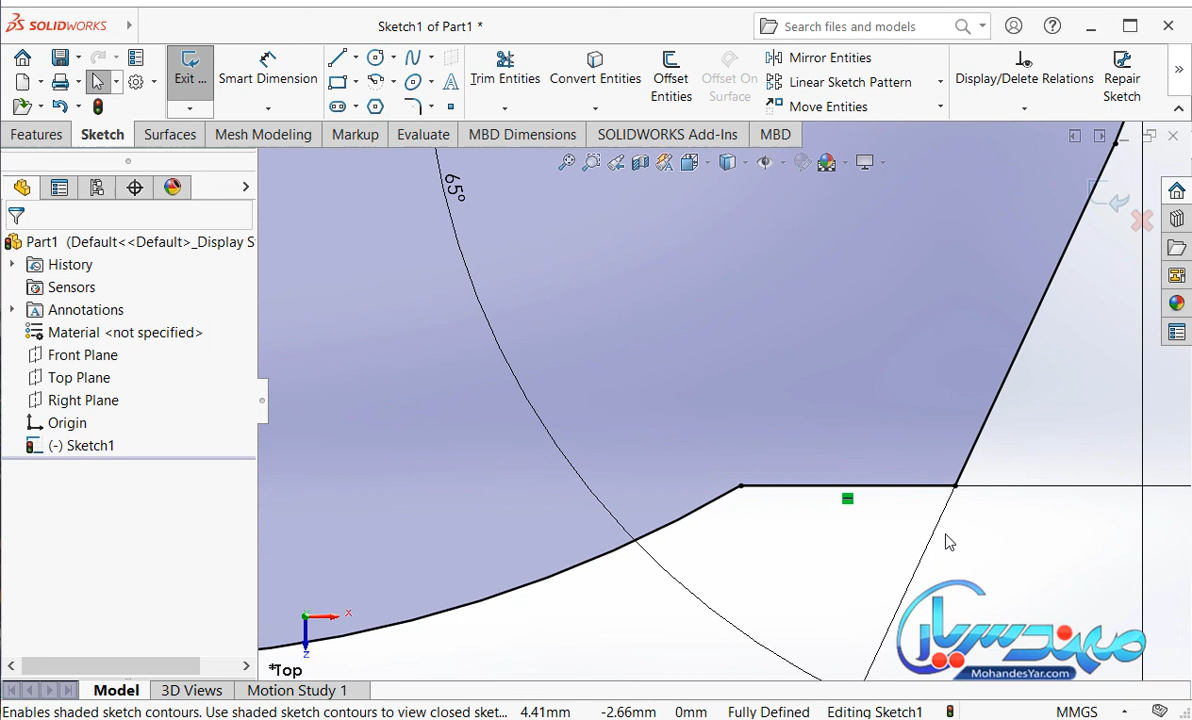 SOLIDWORKS
Sketch1 of Part1 *
Search files and models
Exit ...
Smart Dimension
Trim Entities
Convert Entities
Offset Entities
Offset On Surface
Mirror Entities
Linear Sketch Pattern
Move Entities
Display/Delete Relations
Repair Sketch
Features
Sketch
Surfaces
Mesh Modeling
Markup
Evaluate
MBD Dimensions
SOLIDWORKS Add-Ins
MBD
65°
Part1 (Default<<Default>_Display S
History
Sensors
Annotations
Material <not specified>
Front Plane
Top Plane
Right Plane
Origin
(-) Sketch1
x
z
*Top
مهندسیار
MohandesYar.com
Model
3D Views
Motion Study 1
Enables shaded sketch contours. Use shaded sketch contours to view closed sket...
4.41mm
-2.66mm
0mm
Fully Defined
Editing Sketch1
MMGS